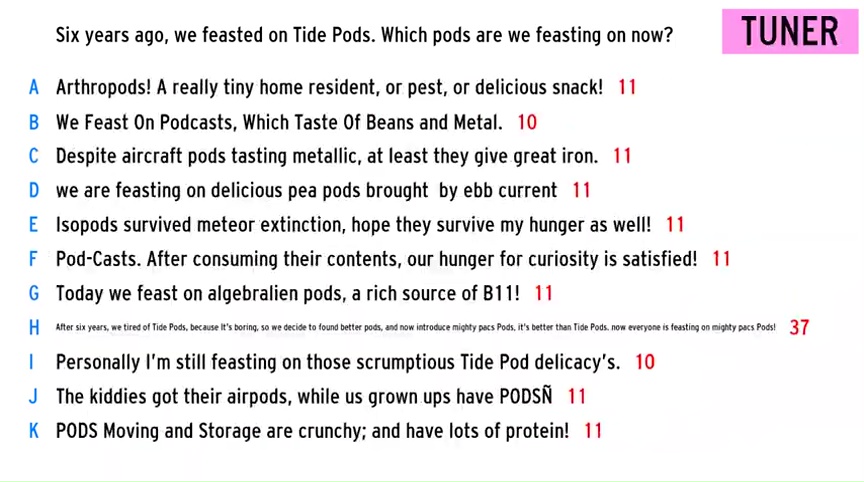 Six years ago, we feasted on Tide Pods. Which pods are we feasting on now?
TUNER
A Arthropods! A really tiny home resident, or pest, or delicious snack! 11
B We Feast On Podcasts, Which Taste Of Beans and Metal. 10
C Despite aircraft pods tasting metallic, at least they give great iron. 11
D we are feasting on delicious pea pods brought by ebb current 11
E Isopods survived meteor extinction, hope they survive my hunger as well! 11
F Pod-Casts. After consuming their contents, our hunger for curiosity is satisfied! 11
G Today we feast on algebralien pods, a rich source of B11! 11
H After six years, we tired of Tide Pods, because It's boring, so we decide to found better pods, and now introduce mighty pacs Pods, it's better than Tide Pods. now everyone is feasting on mighty pacs Pods! 37
I Personally I'm still feasting on those scrumptious Tide Pod delicacy's. 10
J The kiddies got their airpods, while us grown ups have PODSÑ 11
K PODS Moving and Storage are crunchy; and have lots of protein! 11